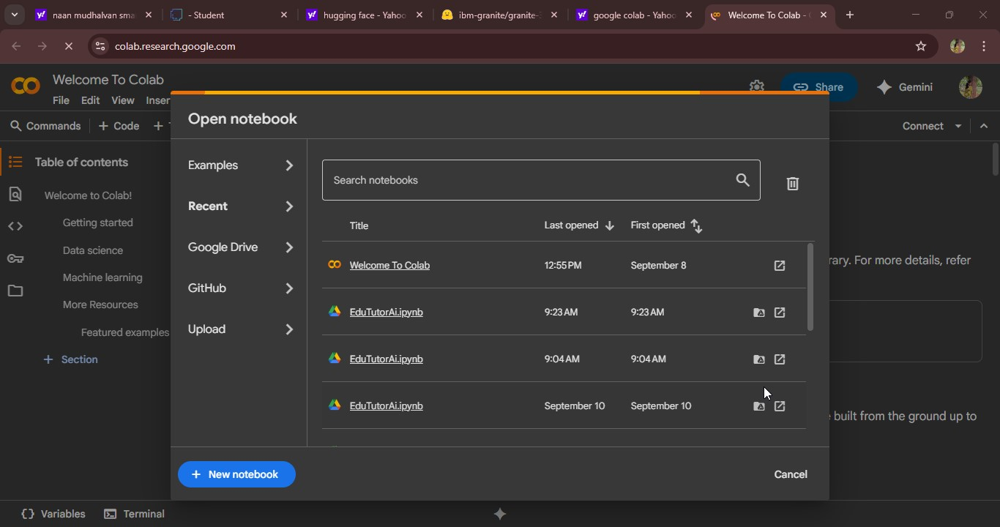 naan mudhalvan sma
- Student
hugging face - Yahoo
ibm-granite/granite-3
google colab - Yahoo
Welcome To Colab -
colab.research.google.com
Welcome To Colab
File Edit View Inser
Share
Gemini
Commands
+ Code
+
Connect
Open notebook
Table of contents
Welcome to Colab!
Getting started
Data science
Machine learning
More Resources
Featured examples
+ Section
Examples
Recent
Google Drive
GitHub
Upload
Search notebooks
Title Last opened First opened
Welcome To Colab 12:55 PM September 8
EduTutorAi.ipynb 9:23 AM 9:23 AM
EduTutorAi.ipynb 9:04 AM 9:04 AM
EduTutorAi.ipynb September 10 September 10
rary. For more details, refer
built from the ground up to
+ New notebook
Cancel
Variables
Terminal